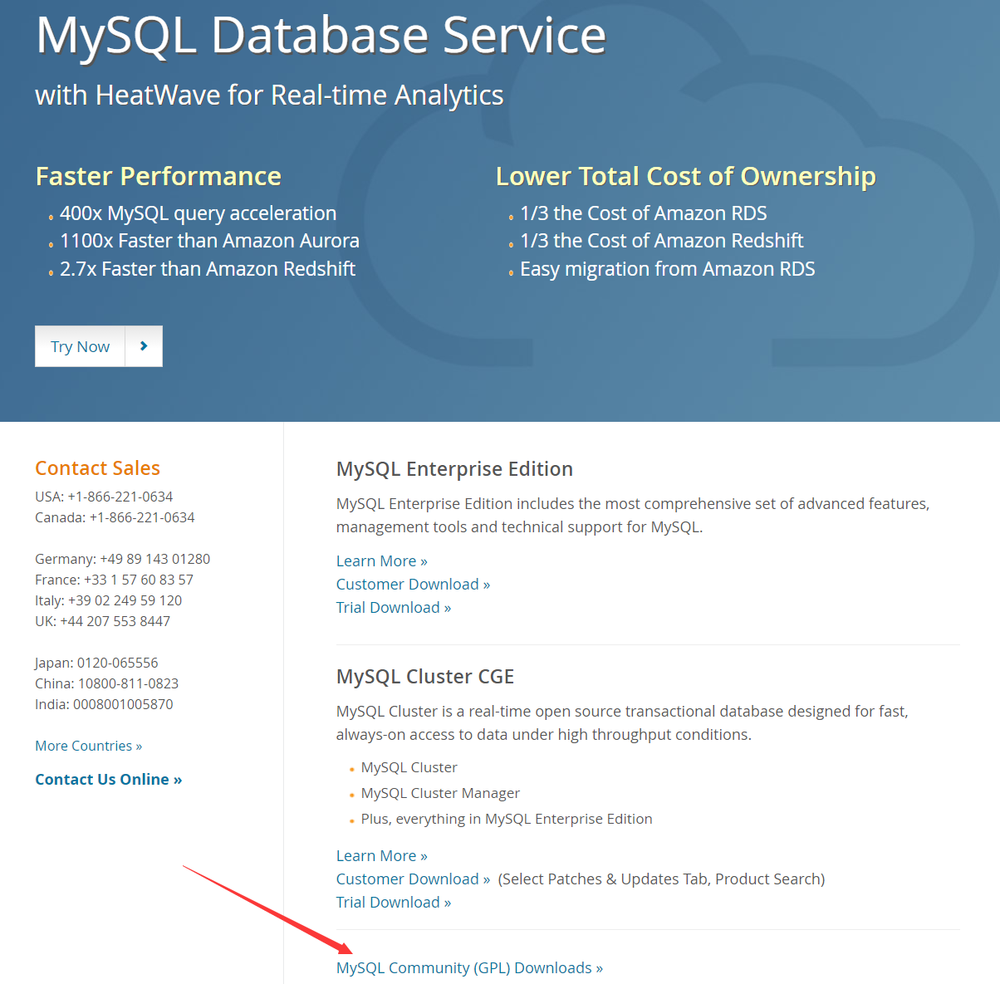 MySQL Database Service
with HeatWave for Real-time Analytics
Faster Performance
400x MySQL query acceleration
1100x Faster than Amazon Aurora
2.7x Faster than Amazon Redshift
Lower Total Cost of Ownership
1/3 the Cost of Amazon RDS
1/3 the Cost of Amazon Redshift
Easy migration from Amazon RDS
Try Now
Contact Sales
USA: +1-866-221-0634
Canada: +1-866-221-0634
Germany: +49 89 143 01280
France: +33 1 57 60 83 57
Italy: +39 02 249 59 120
UK: +44 207 553 8447
Japan: 0120-065556
China: 10800-811-0823
India: 0008001005870
More Countries »
Contact Us Online »
MySQL Enterprise Edition
MySQL Enterprise Edition includes the most comprehensive set of advanced features,
management tools and technical support for MySQL.
Learn More »
Customer Download »
Trial Download »
MySQL Cluster CGE
MySQL Cluster is a real-time open source transactional database designed for fast,
always-on access to data under high throughput conditions.
MySQL Cluster
MySQL Cluster Manager
Plus, everything in MySQL Enterprise Edition
Learn More »
Customer Download » (Select Patches & Updates Tab, Product Search)
Trial Download »
MySQL Community (GPL) Downloads »